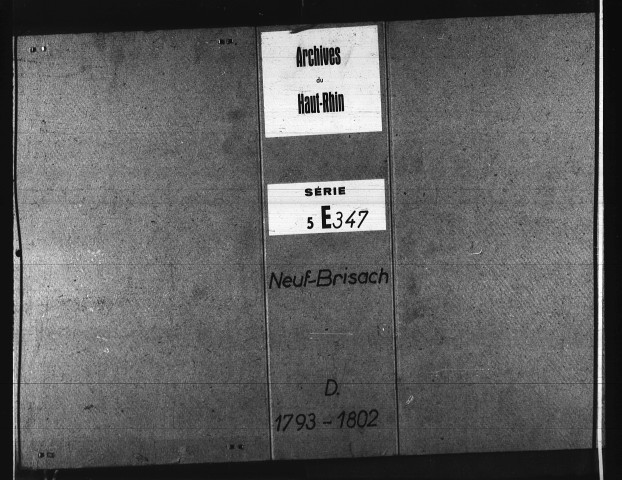 Archives
du
Haut-Rhin
SÉRIE
5 E347
Neuf-Brisach
D.
1793-1802